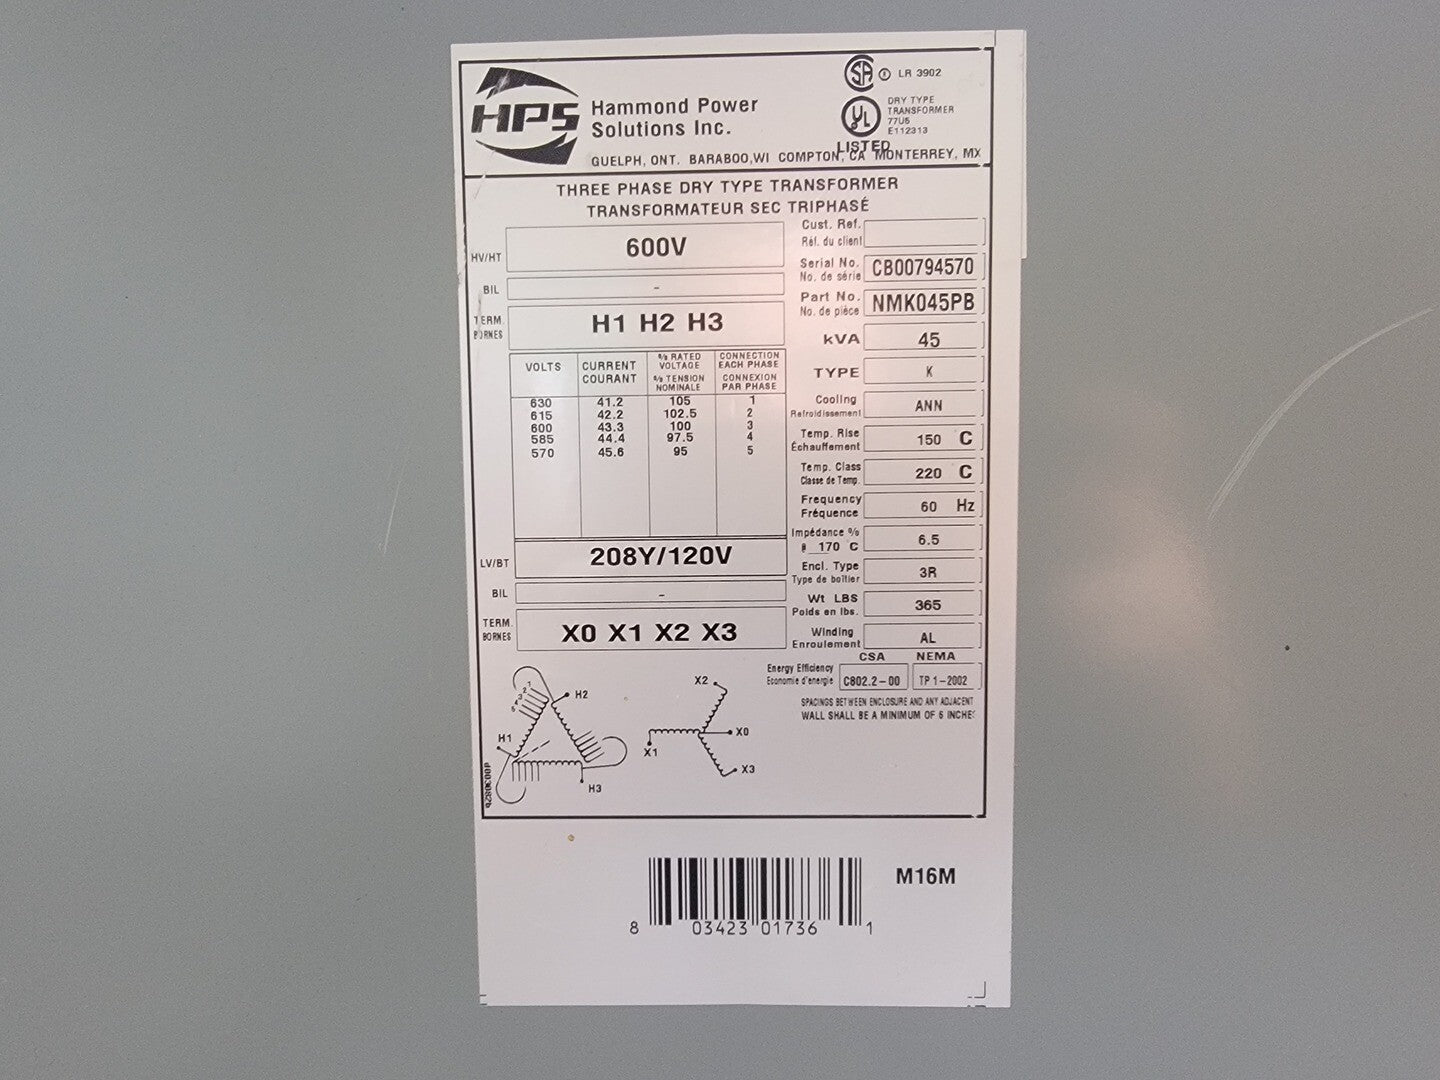 HPS
Hammond Power
Solutions Inc.
GUELPH, ONT. BARABOO,WI COMPTON, CA MONTERREY, MX
SA LR 3902
UL
LISTED
DRY TYPE
TRANSFORMER
77U5
E112313
THREE PHASE DRY TYPE TRANSFORMER
TRANSFORMATEUR SEC TRIPHASÉ
HV/HT 600V
BIL -
TERM.
BORNES
H1 H2 H3
VOLTS
CURRENT
COURANT
% RATED
VOLTAGE
% TENSION
NOMINALE
CONNECTION
EACH PHASE
CONNEXION
PAR PHASE
630 41.2 105 1
615 42.2 102.5 2
600 43.3 100 3
585 44.4 97.5 4
570 45.6 95 5
LV/BT 208Y/120V
BIL -
TERM.
BORNES
X0 X1 X2 X3
Cust. Ref.
Réf. du client
Serial No.
No. de série
CB00794570
Part No.
No. de pièce
NMK045PB
kVA 45
TYPE K
Cooling
Refroidissement
ANN
Temp. Rise
Échauffement
150 C
Temp. Class
Classe de Temp.
220 C
Frequency
Fréquence
60 Hz
Impédance %
170 C
6.5
Encl. Type
Type de boîtier
3R
Wt LBS
Poids en lbs.
365
Winding
Enroulement
AL
CSA NEMA
Energy Efficiency
Economie d'energie
C802.2-00 TP 1-2002
SPACINGS BETWEEN ENCLOSURE AND ANY ADJACENT
WALL SHALL BE A MINIMUM OF 6 INCHES
H1
H2
H3
X2
X0
X1
X3
8 03423 01736 1
M16M